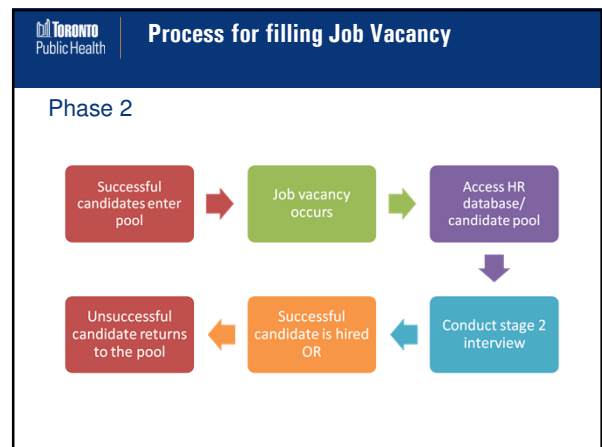 TORONTO
Public Health
Process for filling Job Vacancy
Phase 2
Successful
candidates enter
pool
Job vacancy
occurs
Access HR
database/
candidate pool
Conduct stage 2
interview
Successful
candidate is hired
OR
Unsuccessful
candidate returns
to the pool